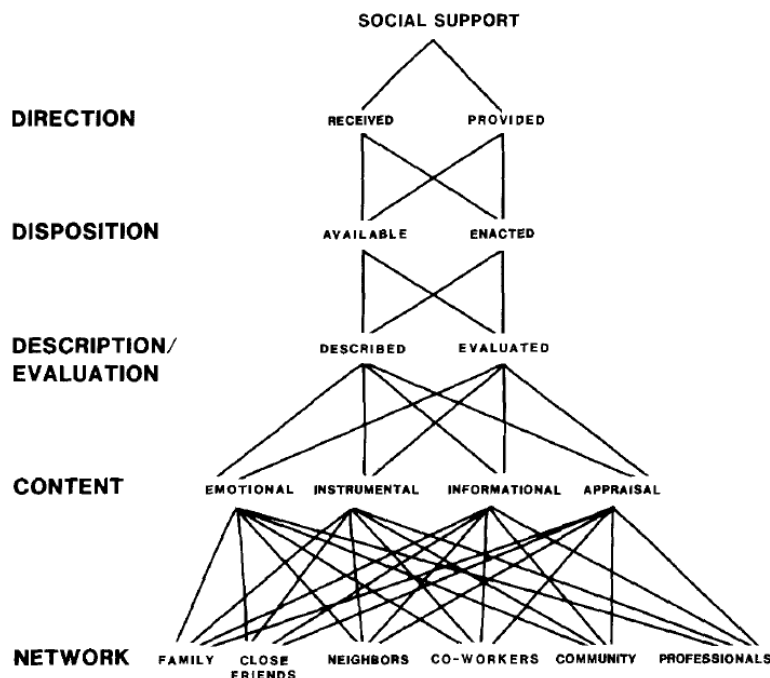 SOCIAL SUPPORT
DIRECTION RECEIVED PROVIDED
DISPOSITION AVAILABLE ENACTED
DESCRIPTION/ DESCRIBED EVALUATED
EVALUATION
CONTENT EMOTIONAL INSTRUMENTAL INFORMATIONAL APPRAISAL
NETWORK FAMILY CLOSE NEIGHBORS CO-WORKERS COMMUNITY PROFESSIONALS
FRIENDS